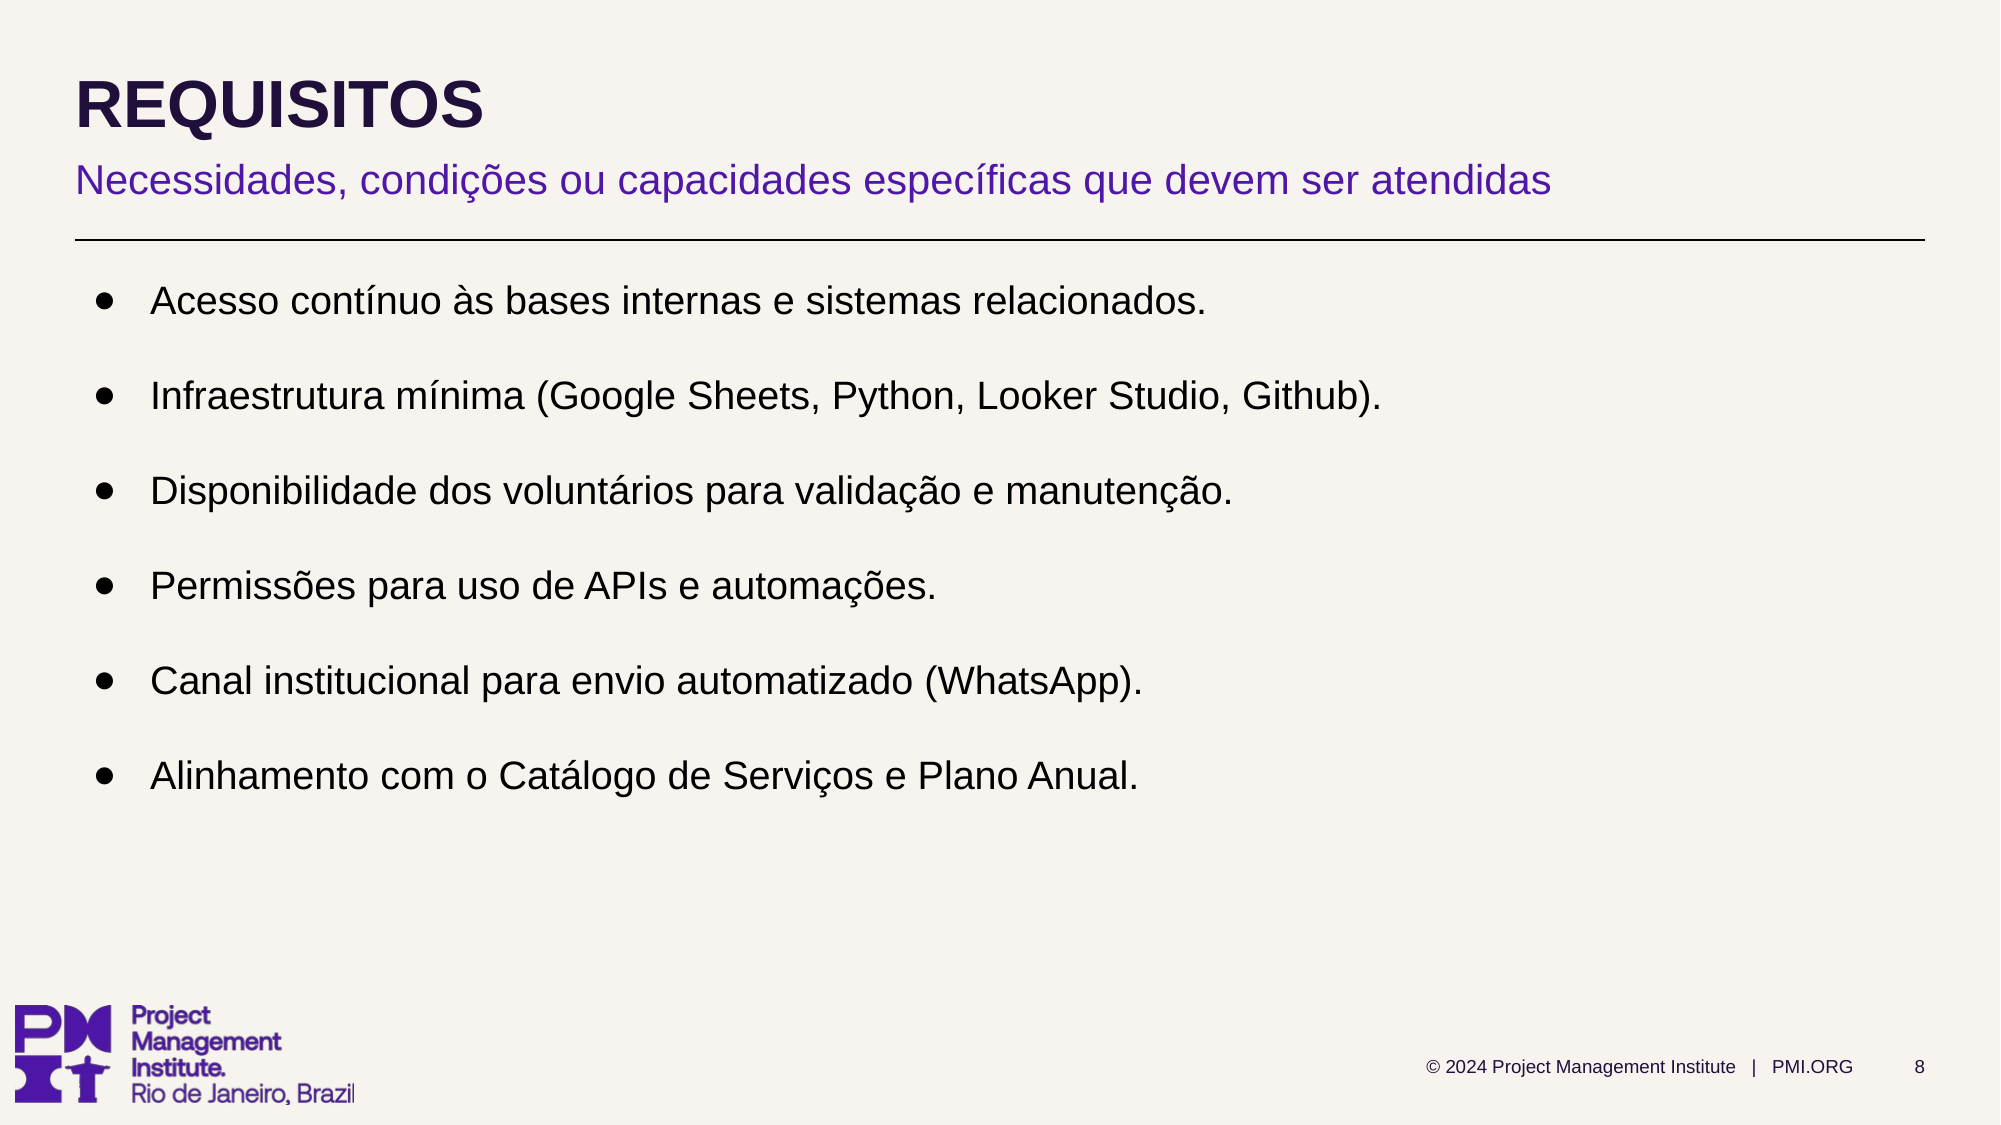 REQUISITOS
Necessidades, condições ou capacidades específicas que devem ser atendidas
● Acesso contínuo às bases internas e sistemas relacionados.
● Infraestrutura mínima (Google Sheets, Python, Looker Studio, Github).
● Disponibilidade dos voluntários para validação e manutenção.
● Permissões para uso de APIs e automações.
● Canal institucional para envio automatizado (WhatsApp).
● Alinhamento com o Catálogo de Serviços e Plano Anual.
Project
Management
Institute.
Rio de Janeiro, Brazil
© 2024 Project Management Institute | PMI.ORG 8